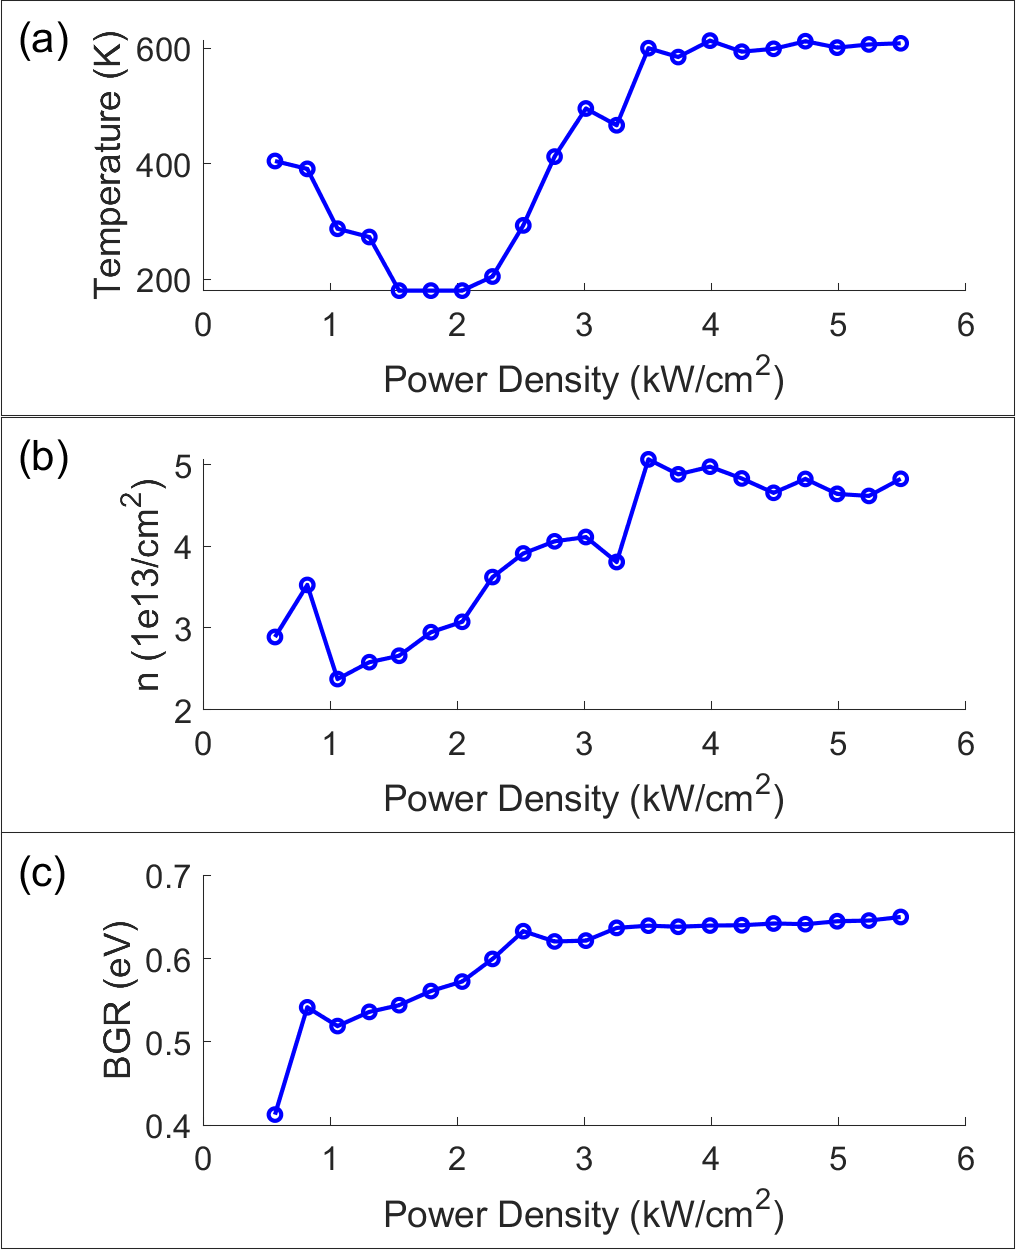 (a)
Temperature (K)
600
400
200
0 1 2 3 4 5 6
Power Density (kW/cm²)
(b)
n (1e13/cm²)
5
4
3
2
0 1 2 3 4 5 6
Power Density (kW/cm²)
(c)
BGR (eV)
0.7
0.6
0.5
0.4
0 1 2 3 4 5 6
Power Density (kW/cm²)